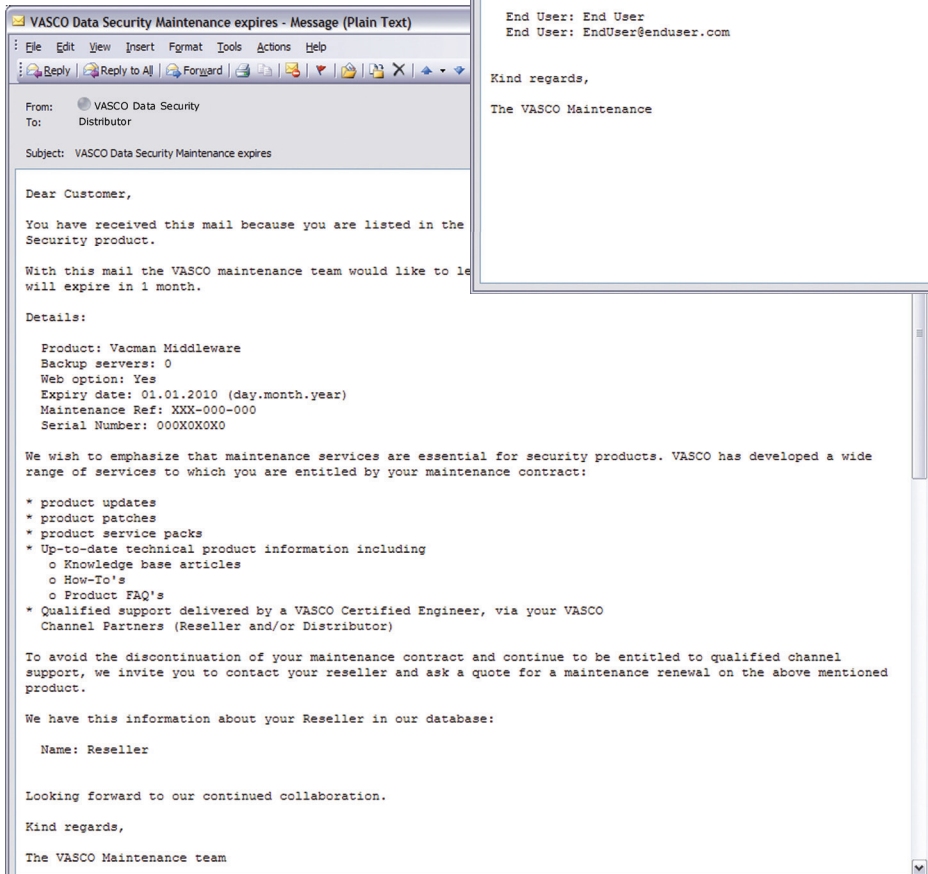 VASCO Data Security Maintenance expires - Message (Plain Text)
File Edit View Insert Format Tools Actions Help
Reply Reply to All Forward
From: VASCO Data Security
To: Distributor
Subject: VASCO Data Security Maintenance expires
Dear Customer,
You have received this mail because you are listed in the
Security product.
With this mail the VASCO maintenance team would like to le
will expire in 1 month.
Details:
Product: Vacman Middleware
Backup servers: 0
Web option: Yes
Expiry date: 01.01.2010 (day.month.year)
Maintenance Ref: XXX-000-000
Serial Number: 000X0X0X0
We wish to emphasize that maintenance services are essential for security products. VASCO has developed a wide
range of services to which you are entitled by your maintenance contract:
* product updates
* product patches
* product service packs
* Up-to-date technical product information including
o Knowledge base articles
o How-To's
o Product FAQ's
* Qualified support delivered by a VASCO Certified Engineer, via your VASCO
Channel Partners (Reseller and/or Distributor)
To avoid the discontinuation of your maintenance contract and continue to be entitled to qualified channel
support, we invite you to contact your reseller and ask a quote for a maintenance renewal on the above mentioned
product.
We have this information about your Reseller in our database:
Name: Reseller
Looking forward to our continued collaboration.
Kind regards,
The VASCO Maintenance team
End User: End User
End User: EndUser@enduser.com
Kind regards,
The VASCO Maintenance